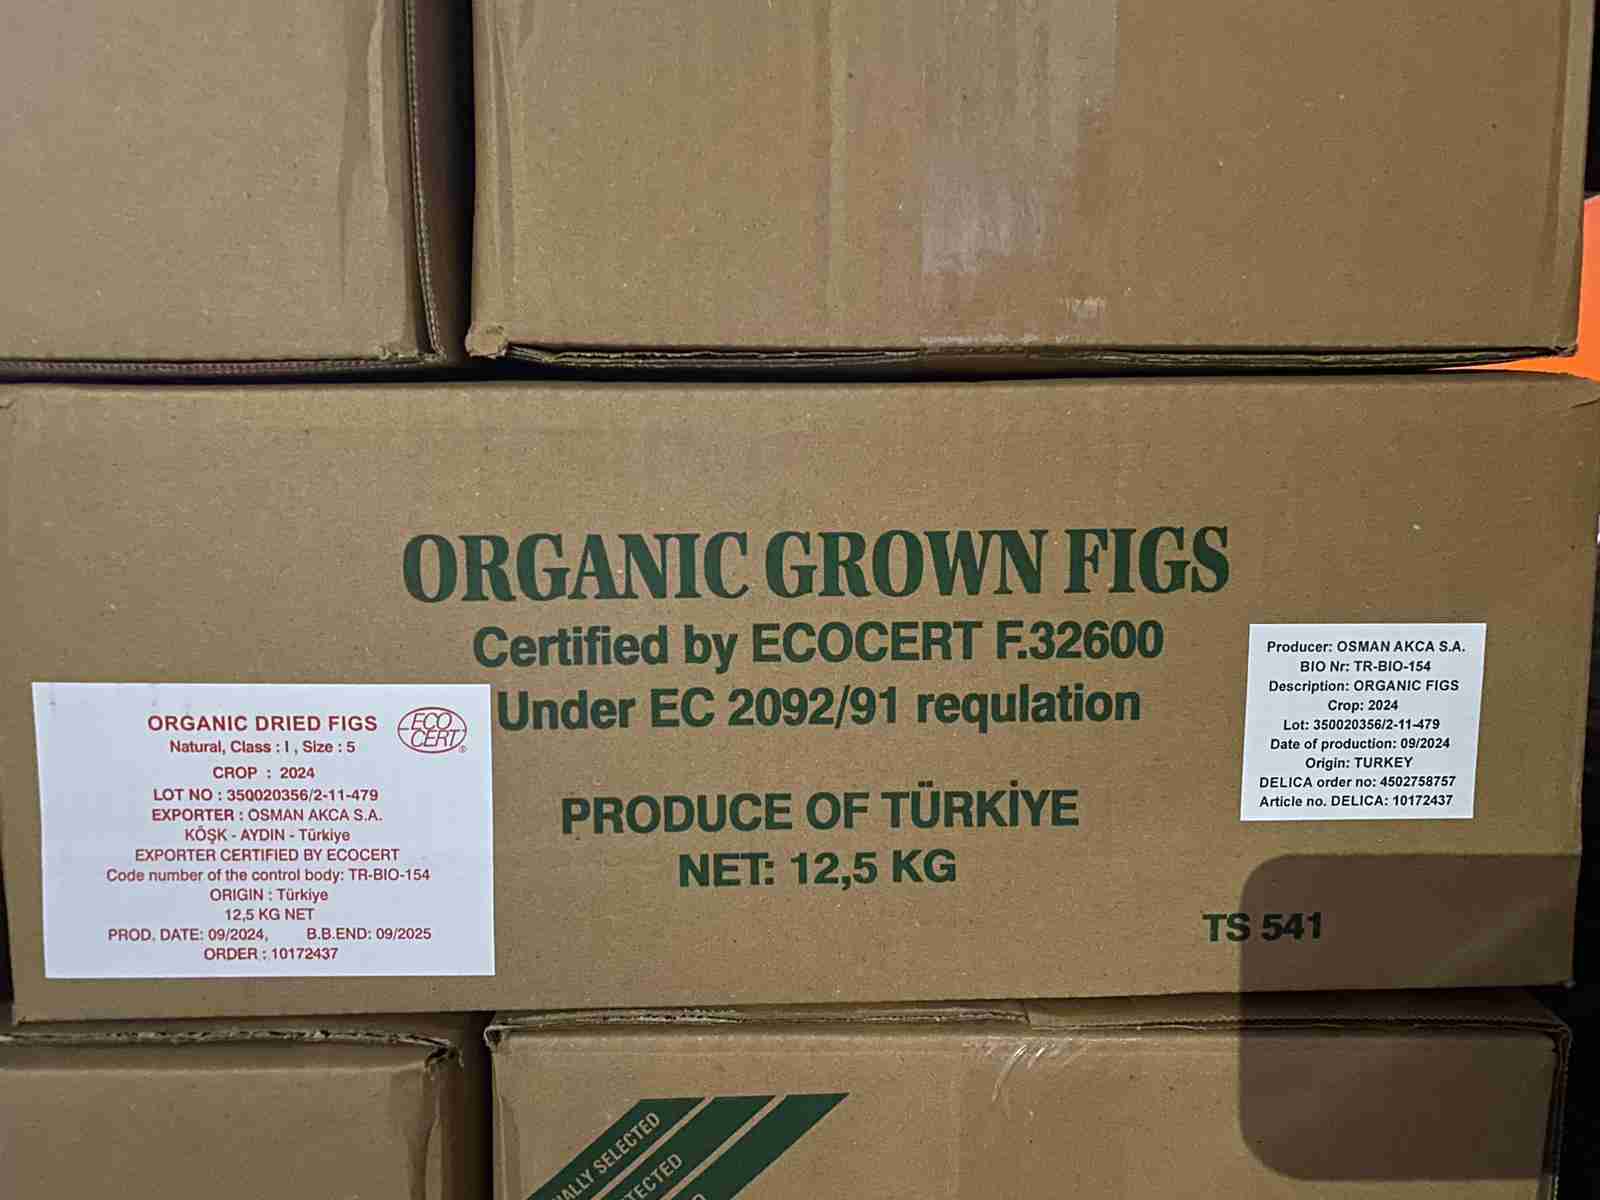 ORGANIC GROWN FIGS
Certified by ECOCERT F.32600
Under EC 2092/91 requlation
PRODUCE OF TÜRKİYE
NET: 12,5 KG
TS 541
ORGANIC DRIED FIGS
ECO
CERT®
Natural, Class : I , Size : 5
CROP : 2024
LOT NO : 350020356/2-11-479
EXPORTER : OSMAN AKCA S.A.
KÖŞK - AYDIN - Türkiye
EXPORTER CERTIFIED BY ECOCERT
Code number of the control body: TR-BIO-154
ORIGIN : Türkiye
12,5 KG NET
PROD. DATE: 09/2024, B.B.END: 09/2025
ORDER : 10172437
Producer: OSMAN AKCA S.A.
BIO Nr: TR-BIO-154
Description: ORGANIC FIGS
Crop: 2024
Lot: 350020356/2-11-479
Date of production: 09/2024
Origin: TURKEY
DELICA order no: 4502758757
Article no. DELICA: 10172437
SELECTED